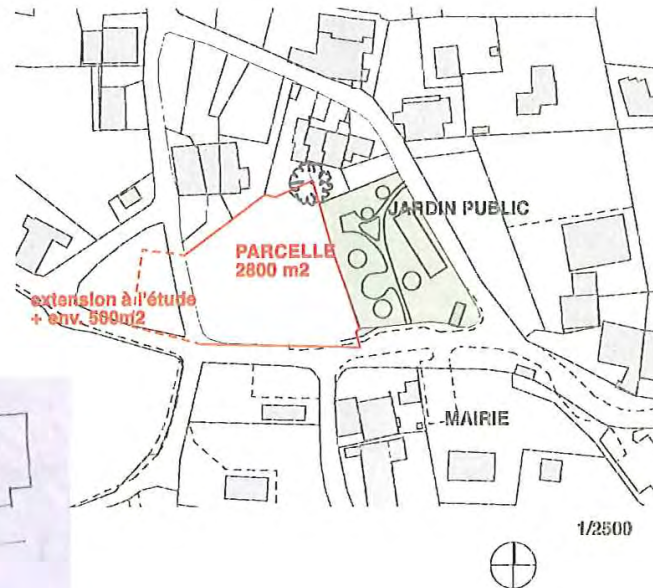 JARDIN PUBLIC
PARCELLE
2800 m2
extension à l'étude
+ env. 500m2
MAIRIE
1/2500